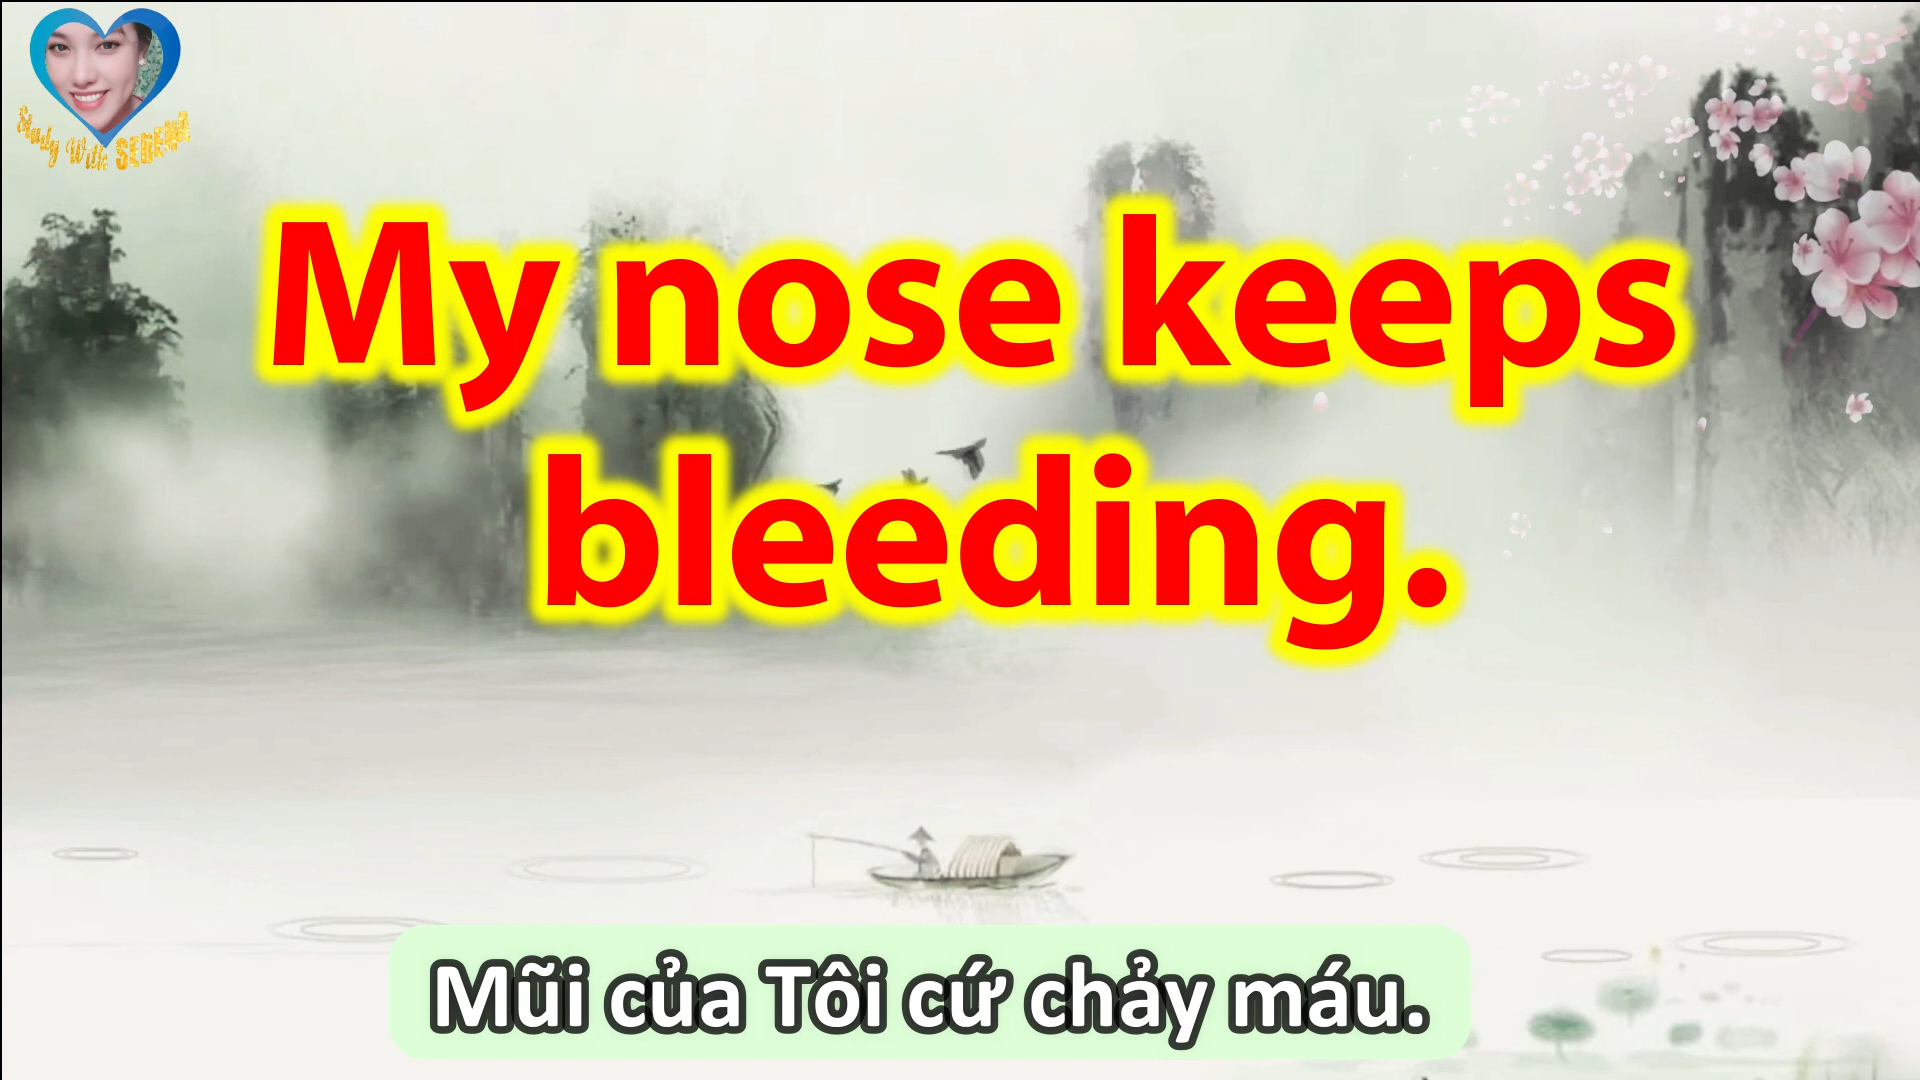 Study With SERENA
My nose keeps
bleeding.
Mũi của Tôi cứ chảy máu.